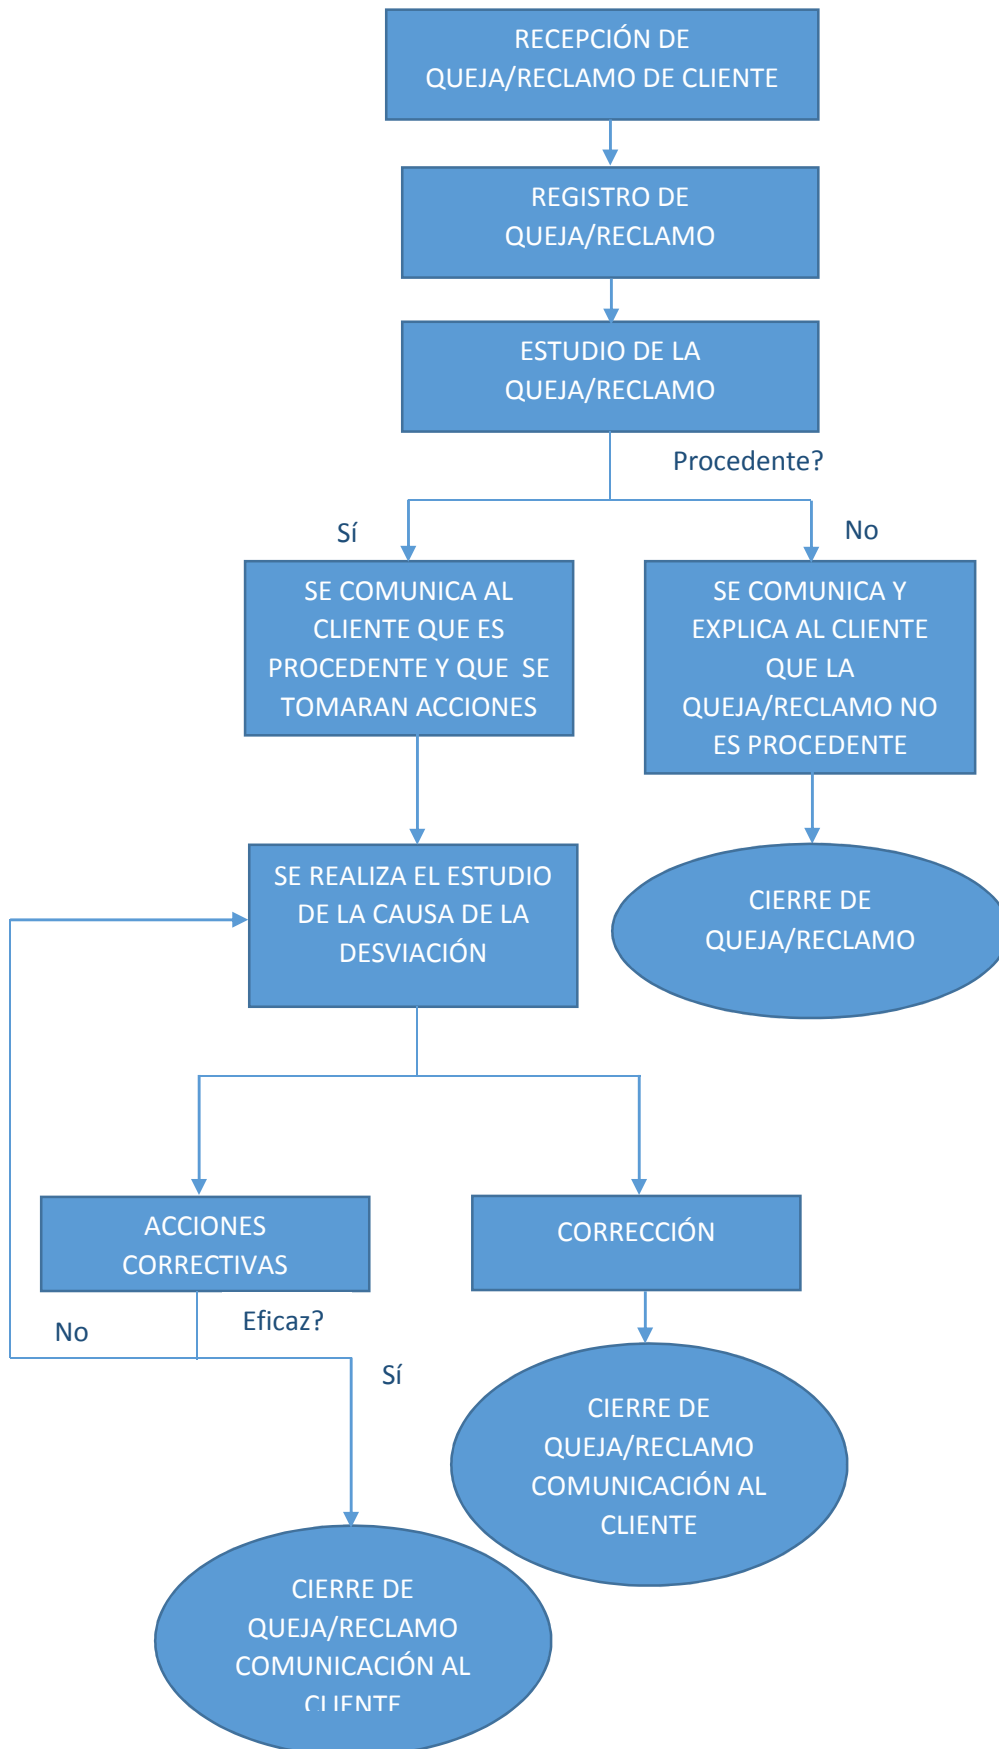 RECEPCIÓN DE
QUEJA/RECLAMO DE CLIENTE
REGISTRO DE
QUEJA/RECLAMO
ESTUDIO DE LA
QUEJA/RECLAMO
Procedente?
Sí
No
SE COMUNICA AL
CLIENTE QUE ES
PROCEDENTE Y QUE SE
TOMARAN ACCIONES
SE COMUNICA Y
EXPLICA AL CLIENTE
QUE LA
QUEJA/RECLAMO NO
ES PROCEDENTE
SE REALIZA EL ESTUDIO
DE LA CAUSA DE LA
DESVIACIÓN
CIERRE DE
QUEJA/RECLAMO
ACCIONES
CORRECTIVAS
CORRECCIÓN
Eficaz?
No
Sí
CIERRE DE
QUEJA/RECLAMO
COMUNICACIÓN AL
CLIENTE
CIERRE DE
QUEJA/RECLAMO
COMUNICACIÓN AL
CLIENTE